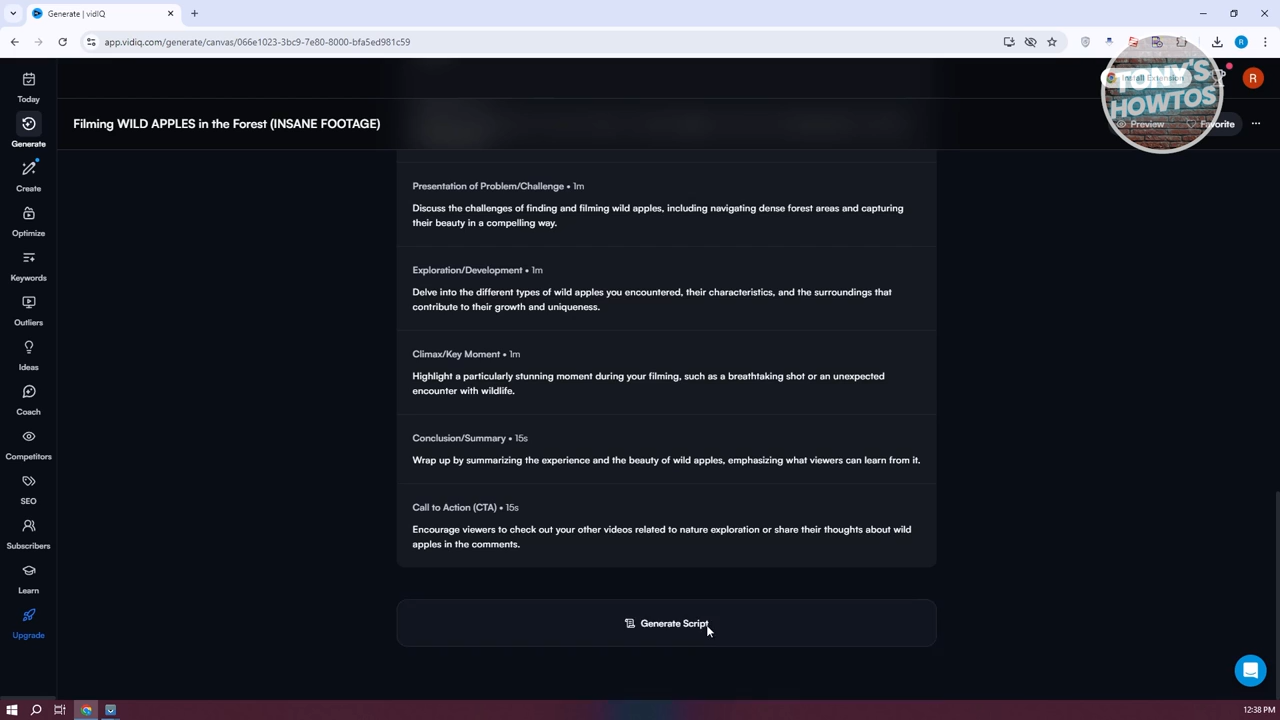 Generate | vidIQ
app.vidiq.com/generate/canvas/066e1023-3bc9-7e80-8000-bfa5ed981c59
R
Install Extension
TONY'S
HOWTOS
R
Today
Generate
Create
Optimize
Keywords
Outliers
Ideas
Coach
Competitors
SEO
Subscribers
Learn
Upgrade
Filming WILD APPLES in the Forest (INSANE FOOTAGE)
Preview
Favorite
Presentation of Problem/Challenge • 1m
Discuss the challenges of finding and filming wild apples, including navigating dense forest areas and capturing
their beauty in a compelling way.
Exploration/Development • 1m
Delve into the different types of wild apples you encountered, their characteristics, and the surroundings that
contribute to their growth and uniqueness.
Climax/Key Moment • 1m
Highlight a particularly stunning moment during your filming, such as a breathtaking shot or an unexpected
encounter with wildlife.
Conclusion/Summary • 15s
Wrap up by summarizing the experience and the beauty of wild apples, emphasizing what viewers can learn from it.
Call to Action (CTA) • 15s
Encourage viewers to check out your other videos related to nature exploration or share their thoughts about wild
apples in the comments.
Generate Script
12:38 PM